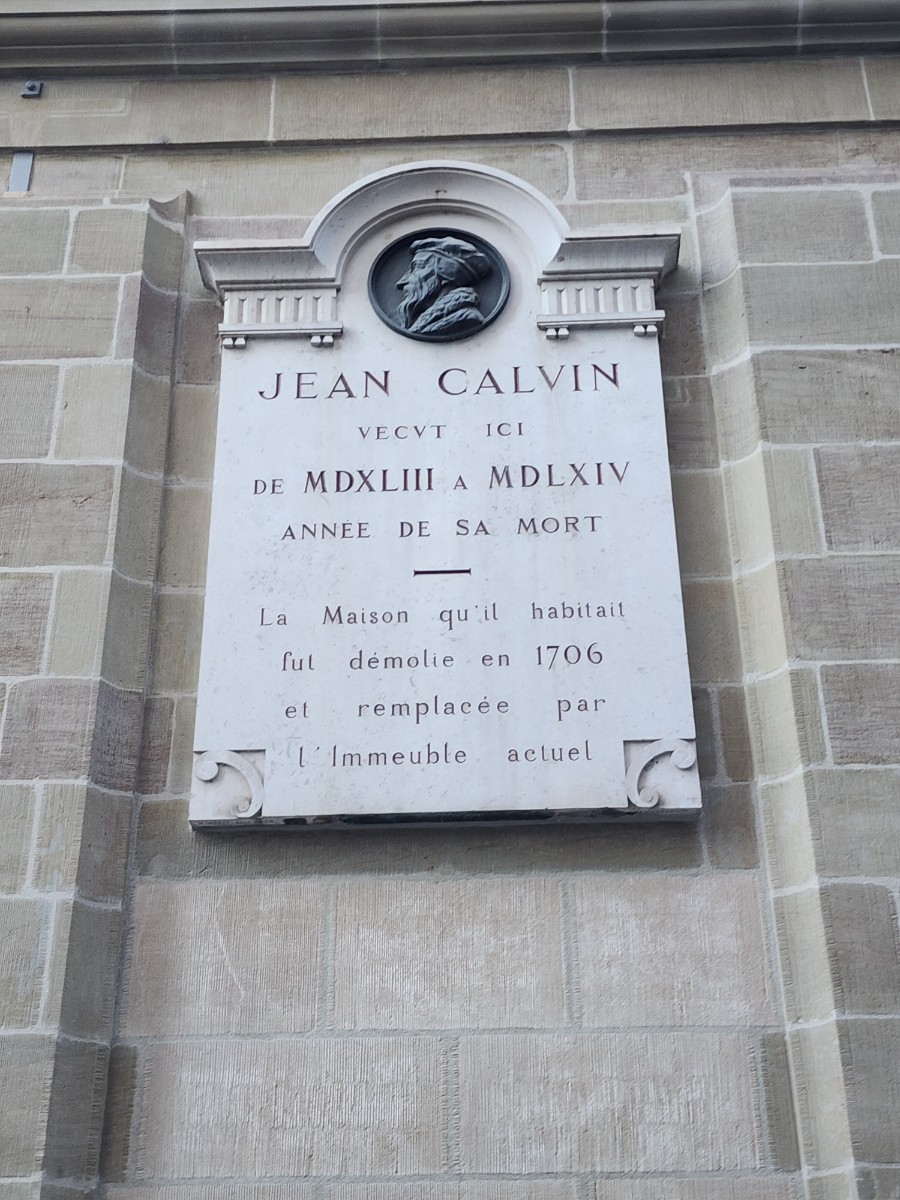 JEAN CALVIN
VECVT ICI
DE MDXLIII A MDLXIV
ANNÉE DE SA MORT
La Maison qu'il habitait
fut démolie en 1706
et remplacée par
l'Immeuble actuel